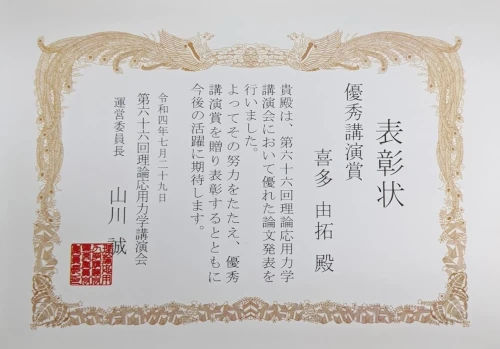 表彰状
優秀講演賞
喜多 由拓 殿
貴殿は、第六十六回理論応用力学
講演会において優れた論文発表を
行いました。
よってその努力をたたえ、優秀
講演賞を贈り表彰するとともに
今後の活躍に期待します。
令和四年七月二十九日
第六十六回理論応用力学講演会
運営委員長
山川 誠